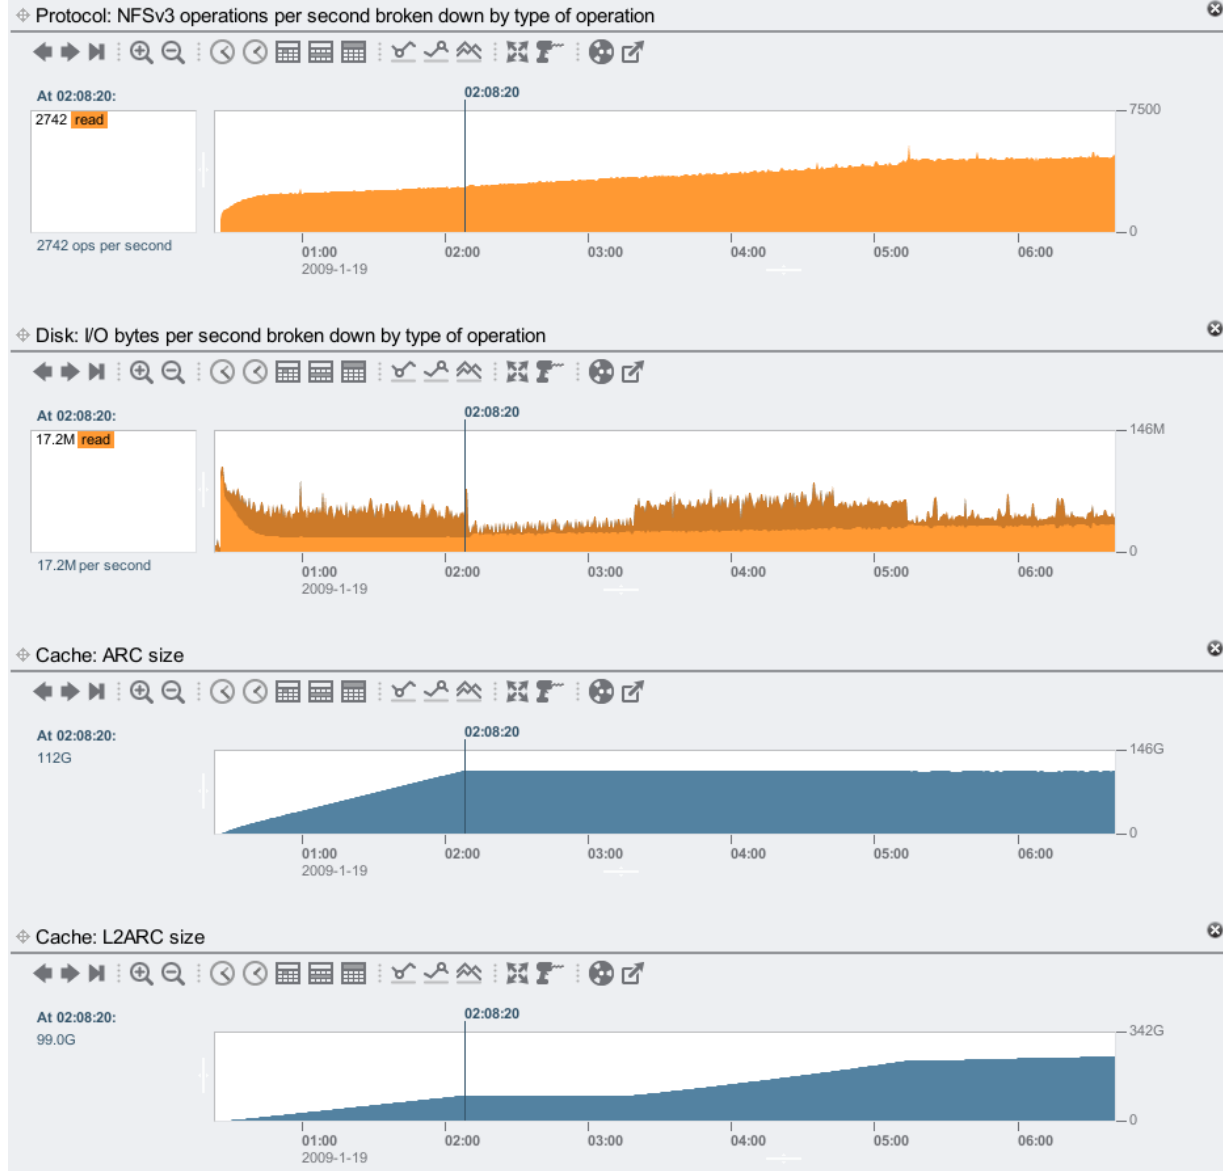 Protocol: NFSv3 operations per second broken down by type of operation
At 02:08:20:
02:08:20
2742 read
7500
0
2742 ops per second
01:00 02:00 03:00 04:00 05:00 06:00
2009-1-19
Disk: I/O bytes per second broken down by type of operation
At 02:08:20:
02:08:20
17.2M read
146M
0
17.2M per second
01:00 02:00 03:00 04:00 05:00 06:00
2009-1-19
Cache: ARC size
At 02:08:20:
02:08:20
112G
146G
0
01:00 02:00 03:00 04:00 05:00 06:00
2009-1-19
Cache: L2ARC size
At 02:08:20:
02:08:20
99.0G
342G
0
01:00 02:00 03:00 04:00 05:00 06:00
2009-1-19